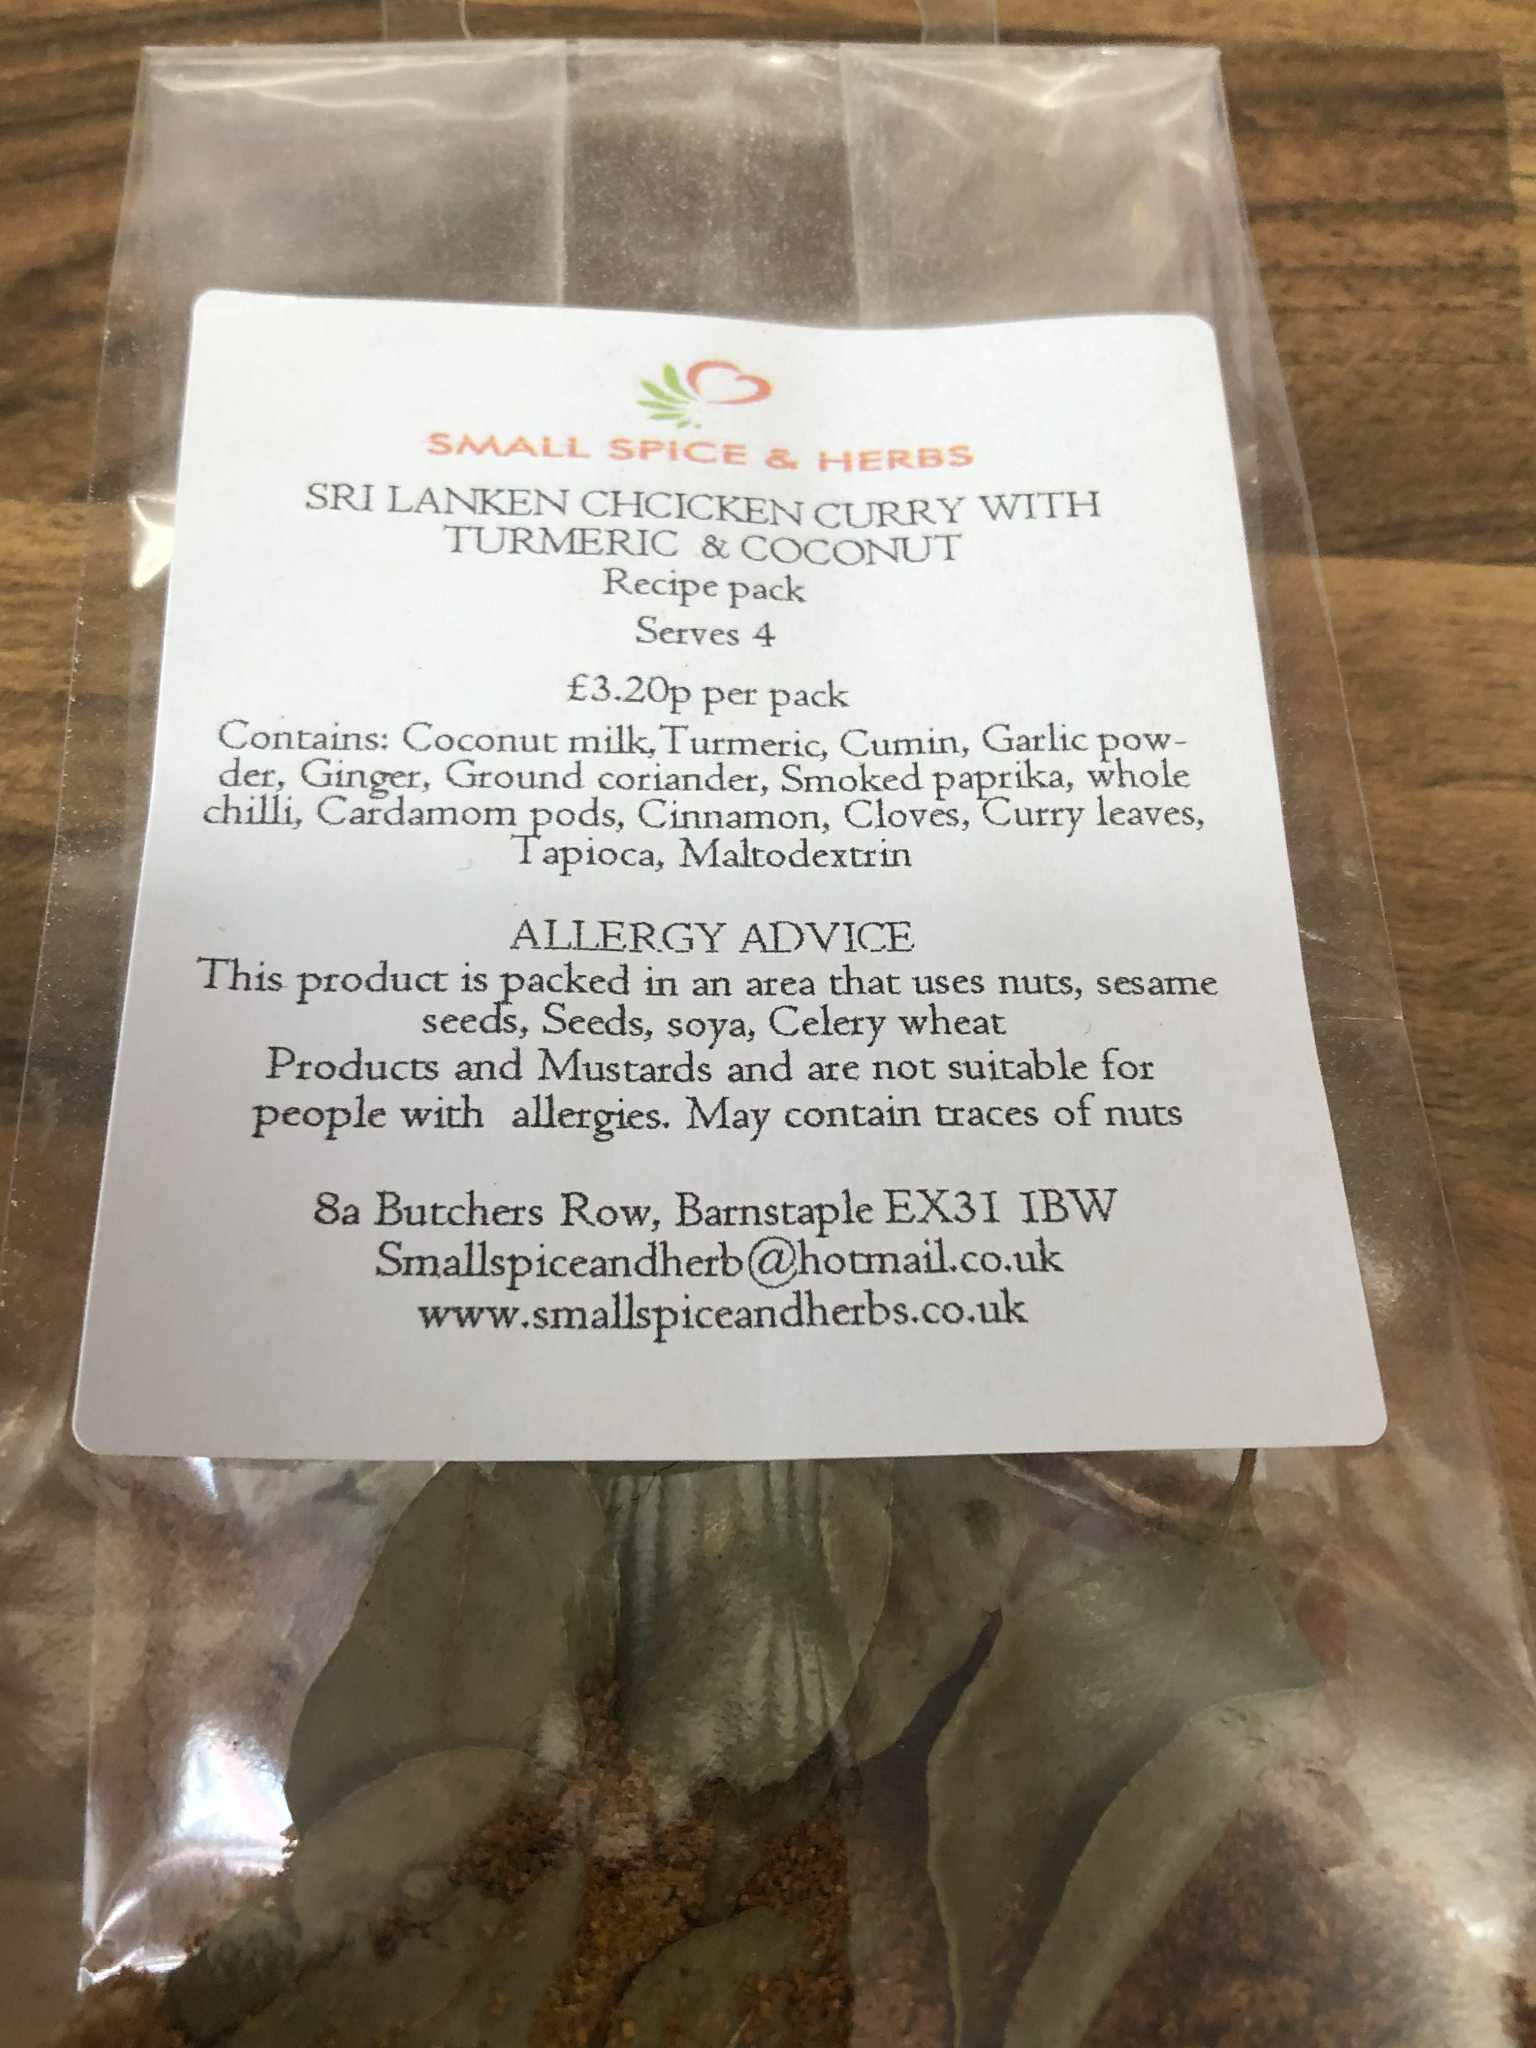 SMALL SPICE & HERBS
SRI LANKEN CHCICKEN CURRY WITH
TURMERIC & COCONUT
Recipe pack
Serves 4
£3.20p per pack
Contains: Coconut milk, Turmeric, Cumin, Garlic pow-
der, Ginger, Ground coriander, Smoked paprika, whole
chilli, Cardamom pods, Cinnamon, Cloves, Curry leaves,
Tapioca, Maltodextrin
ALLERGY ADVICE
This product is packed in an area that uses nuts, sesame
seeds, Seeds, soya, Celery wheat
Products and Mustards and are not suitable for
people with allergies. May contain traces of nuts
8a Butchers Row, Barnstaple EX31 1BW
Smallspiceandherb@hotmail.co.uk
www.smallspiceandherbs.co.uk